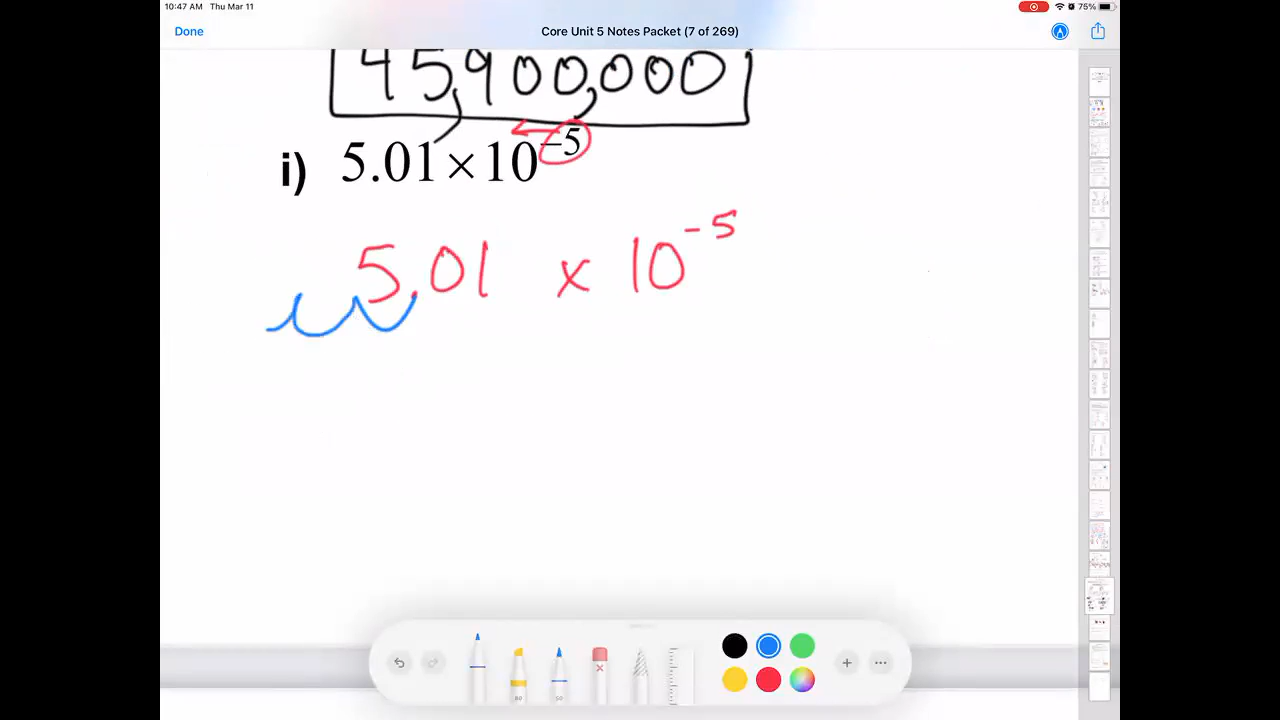 10:47 AM Thu Mar 11
75%
Done
Core Unit 5 Notes Packet (7 of 269)
45,900,000
i) 5.01×10⁻⁵
5.01 x 10⁻⁵